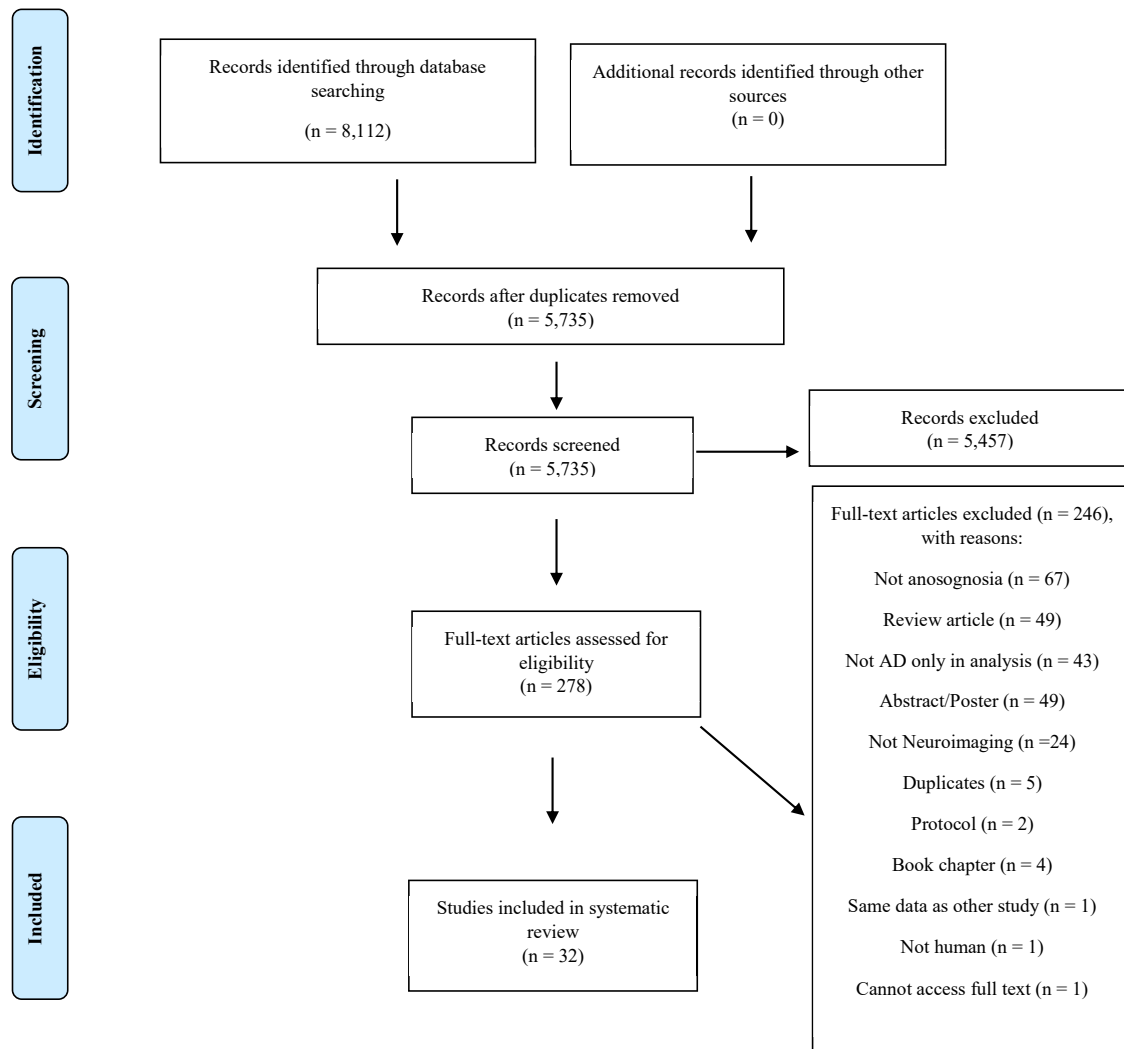 Identification
Records identified through database
searching
(n = 8,112)
Additional records identified through other
sources
(n = 0)
Screening
Records after duplicates removed
(n = 5,735)
Records screened
(n = 5,735)
Records excluded
(n = 5,457)
Eligibility
Full-text articles assessed for
eligibility
(n = 278)
Full-text articles excluded (n = 246),
with reasons:
Not anosognosia (n = 67)
Review article (n = 49)
Not AD only in analysis (n = 43)
Abstract/Poster (n = 49)
Not Neuroimaging (n =24)
Duplicates (n = 5)
Protocol (n = 2)
Book chapter (n = 4)
Same data as other study (n = 1)
Not human (n = 1)
Cannot access full text (n = 1)
Included
Studies included in systematic
review
(n = 32)